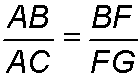 AB/AC = BF/FG